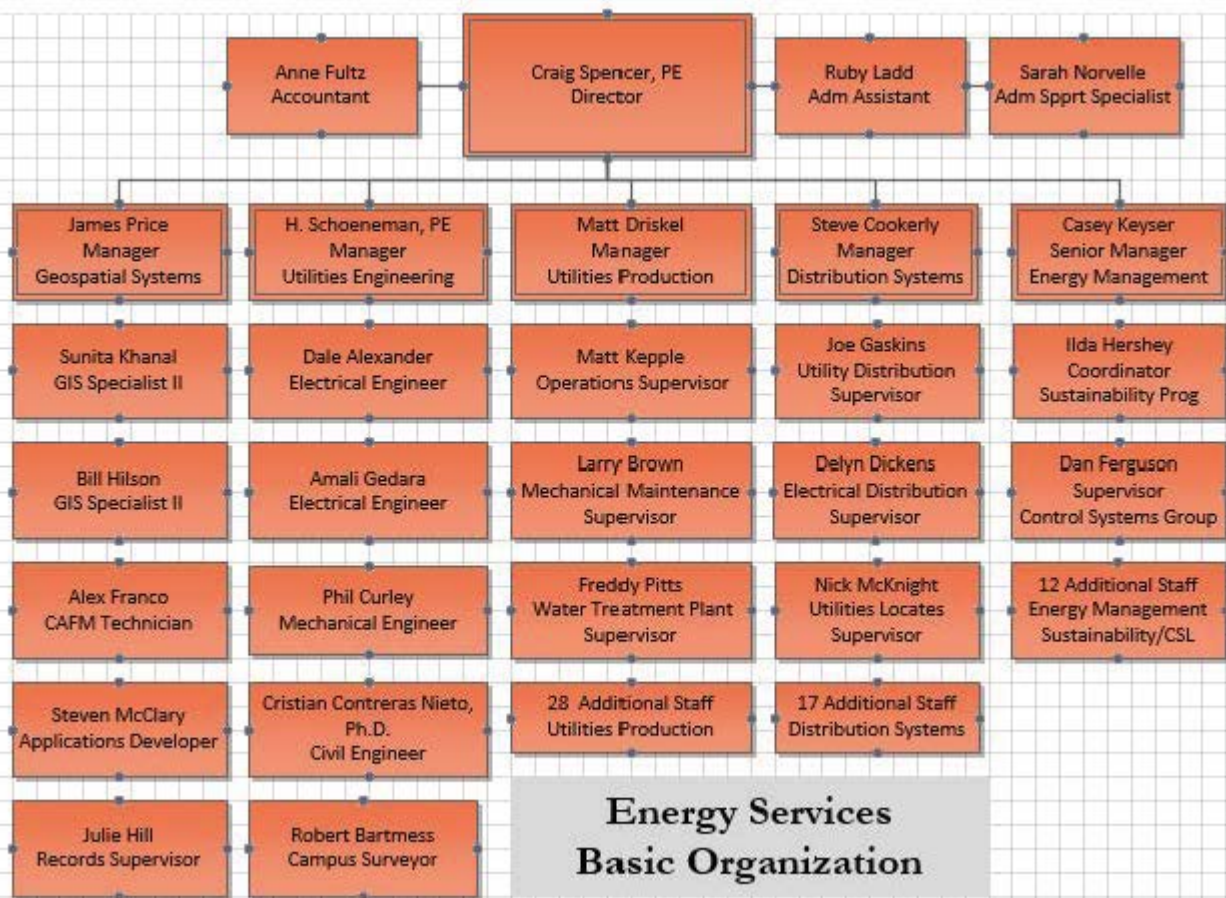 Anne Fultz
Accountant
Craig Spencer, PE
Director
Ruby Ladd
Adm Assistant
Sarah Norvelle
Adm Spprt Specialist
James Price
Manager
Geospatial Systems
H. Schoeneman, PE
Manager
Utilities Engineering
Matt Driskel
Manager
Utilities Production
Steve Cookerly
Manager
Distribution Systems
Casey Keyser
Senior Manager
Energy Management
Sunita Khanal
GIS Specialist II
Dale Alexander
Electrical Engineer
Matt Kepple
Operations Supervisor
Joe Gaskins
Utility Distribution
Supervisor
Ilda Hershey
Coordinator
Sustainability Prog
Bill Hilson
GIS Specialist II
Amali Gedara
Electrical Engineer
Larry Brown
Mechanical Maintenance
Supervisor
Delyn Dickens
Electrical Distribution
Supervisor
Dan Ferguson
Supervisor
Control Systems Group
Alex Franco
CAFM Technician
Phil Curley
Mechanical Engineer
Freddy Pitts
Water Treatment Plant
Supervisor
Nick McKnight
Utilities Locates
Supervisor
12 Additional Staff
Energy Management
Sustainability/CSL
Steven McClary
Applications Developer
Cristian Contreras Nieto,
Ph.D.
Civil Engineer
28 Additional Staff
Utilities Production
17 Additional Staff
Distribution Systems
Julie Hill
Records Supervisor
Robert Bartmess
Campus Surveyor
Energy Services
Basic Organization